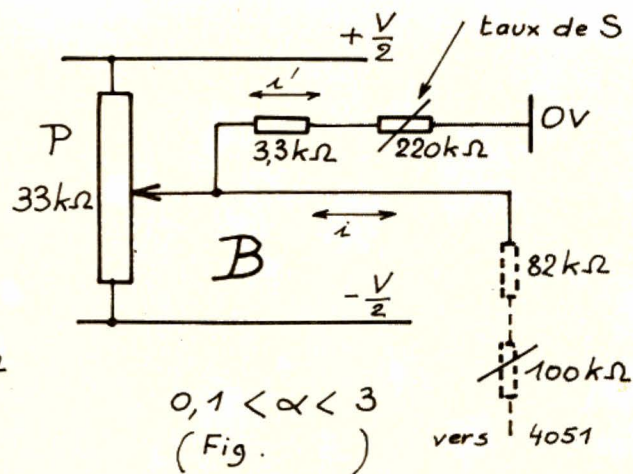 + V/2
taux de S
i'
0V
P
3,3kΩ
220kΩ
33kΩ
i
B
82kΩ
- V/2
Ω
100kΩ
0,1 < α < 3
(Fig. )
vers 4051